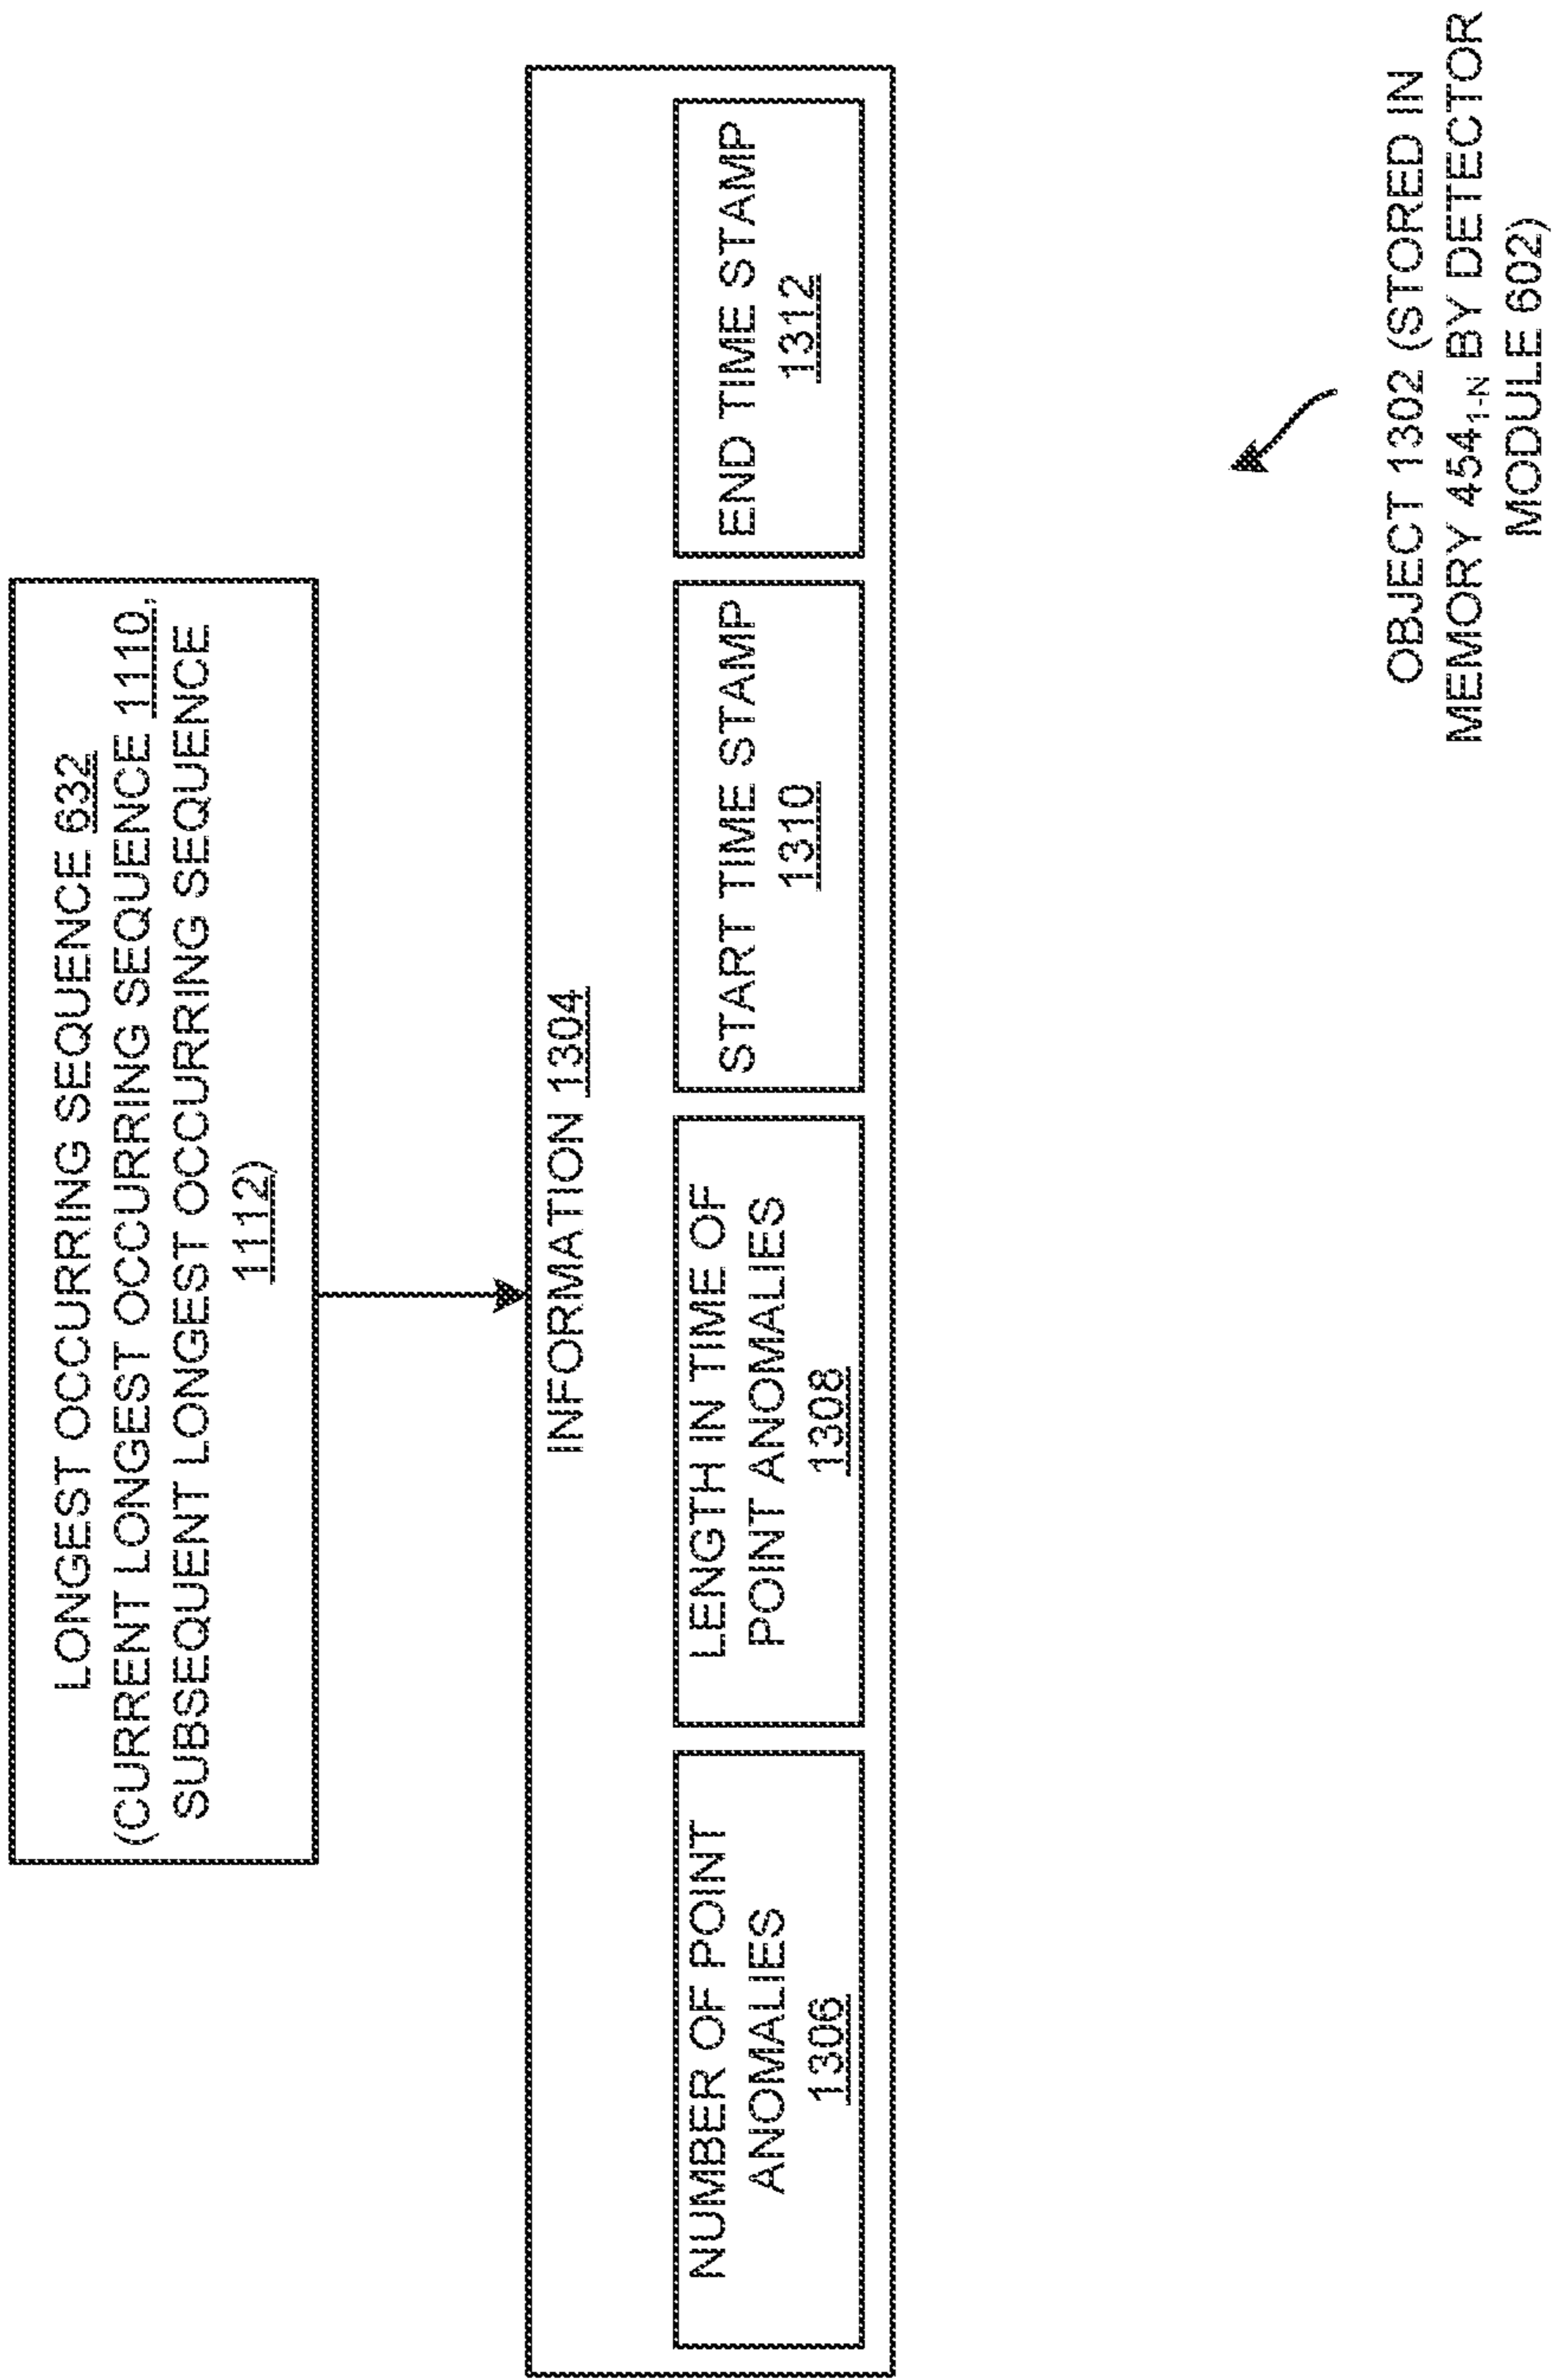 LONGEST OCCURRING SEQUENCE 632
(CURRENT LONGEST OCCURRING SEQUENCE 1110,
SUBSEQUENT LONGEST OCCURRING SEQUENCE
1112)
INFORMATION 1304
NUMBER OF POINT
ANOMALIES
1306
LENGTH IN TIME OF
POINT ANOMALIES
1308
START TIME STAMP
1310
END TIME STAMP
1312
OBJECT 1302 (STORED IN
MEMORY 454₁₋ₙ BY DETECTOR
MODULE 602)